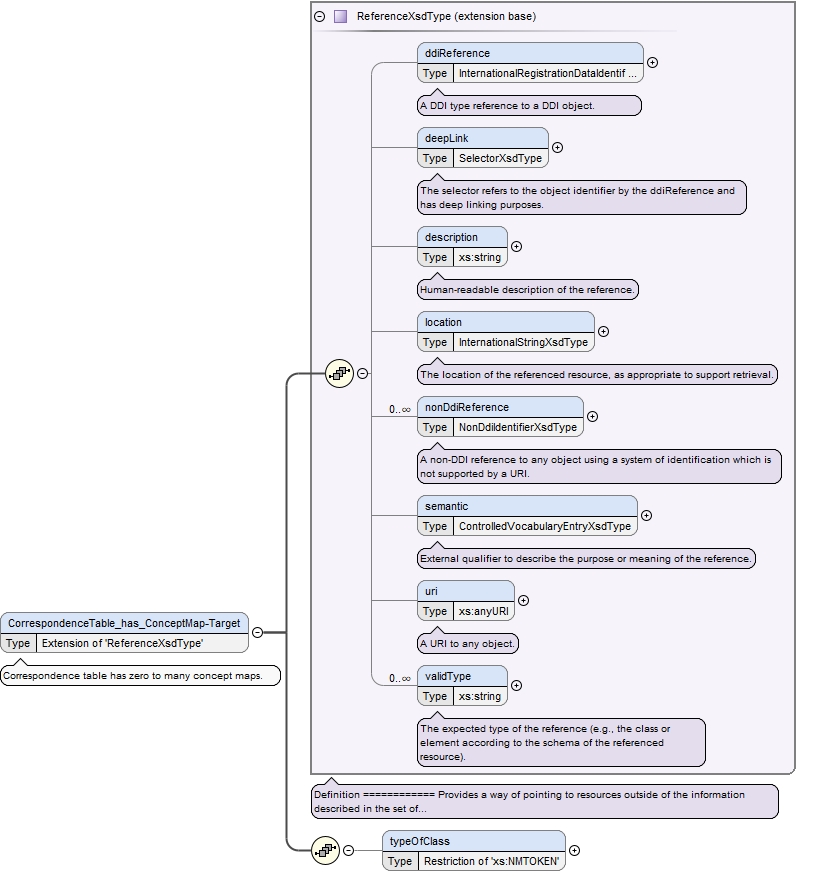 ReferenceXsdType (extension base)
ddiReference
Type InternationalRegistrationDataIdentif ...
A DDI type reference to a DDI object.
deepLink
Type SelectorXsdType
The selector refers to the object identifier by the ddiReference and
has deep linking purposes.
description
Type xs:string
Human-readable description of the reference.
location
Type InternationalStringXsdType
The location of the referenced resource, as appropriate to support retrieval.
0..∞ nonDdiReference
Type NonDdiIdentifierXsdType
A non-DDI reference to any object using a system of identification which is
not supported by a URI.
semantic
Type ControlledVocabularyEntryXsdType
External qualifier to describe the purpose or meaning of the reference.
uri
Type xs:anyURI
A URI to any object.
0..∞ validType
Type xs:string
The expected type of the reference (e.g., the class or
element according to the schema of the referenced
resource).
CorrespondenceTable_has_ConceptMap-Target
Type Extension of 'ReferenceXsdType'
Correspondence table has zero to many concept maps.
Definition ============ Provides a way of pointing to resources outside of the information
described in the set of...
typeOfClass
Type Restriction of 'xs:NMTOKEN'